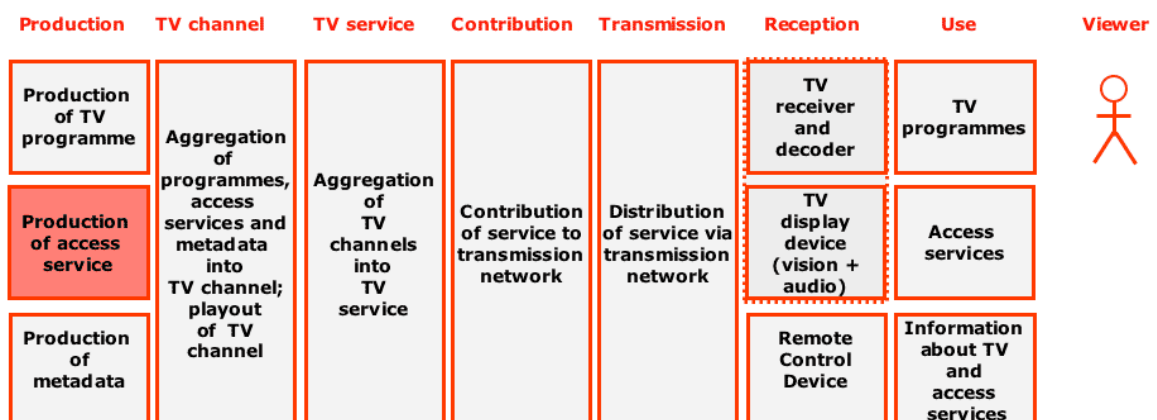 Production TV channel TV service Contribution Transmission Reception Use Viewer
Production
of TV
programme
Production
of access
service
Production
of
metadata
Aggregation
of
programmes,
access
services and
metadata
into
TV channel;
playout
of TV
channel
Aggregation
of
TV
channels
into
TV
service
Contribution
of service to
transmission
network
Distribution
of service via
transmission
network
TV
receiver
and
decoder
TV
display
device
(vision +
audio)
Remote
Control
Device
TV
programmes
Access
services
Information
about TV
and
access
services